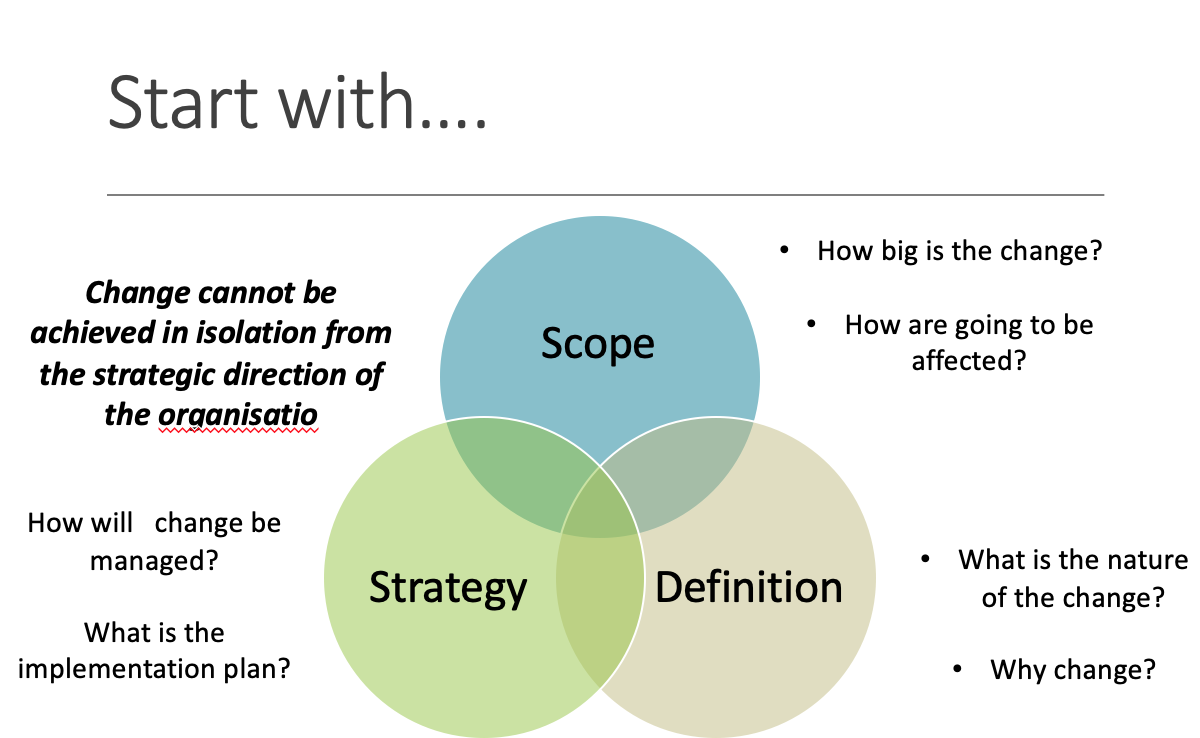 Start with....
Change cannot be
achieved in isolation from
the strategic direction of
the organisatio
Scope
• How big is the change?
• How are going to be
affected?
How will   change be
managed?
What is the
implementation plan?
Strategy
Definition
• What is the nature
of the change?
• Why change?